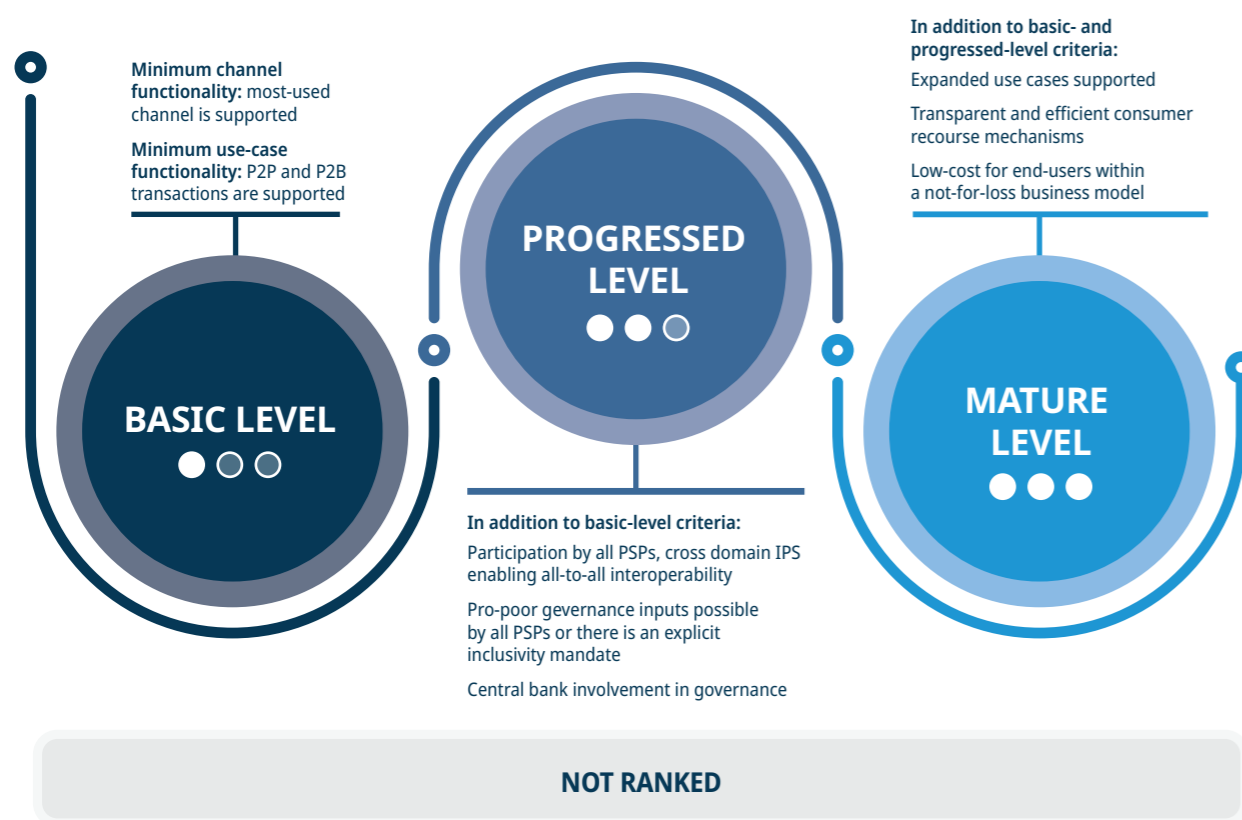 Minimum channel
functionality: most-used
channel is supported
Minimum use-case
functionality: P2P and P2B
transactions are supported
BASIC LEVEL
PROGRESSED
LEVEL
In addition to basic-level criteria:
Participation by all PSPs, cross domain IPS
enabling all-to-all interoperability
Pro-poor gevernance inputs possible
by all PSPs or there is an explicit
inclusivity mandate
Central bank involvement in governance
In addition to basic- and
progressed-level criteria:
Expanded use cases supported
Transparent and efficient consumer
recourse mechanisms
Low-cost for end-users within
a not-for-loss business model
MATURE
LEVEL
NOT RANKED